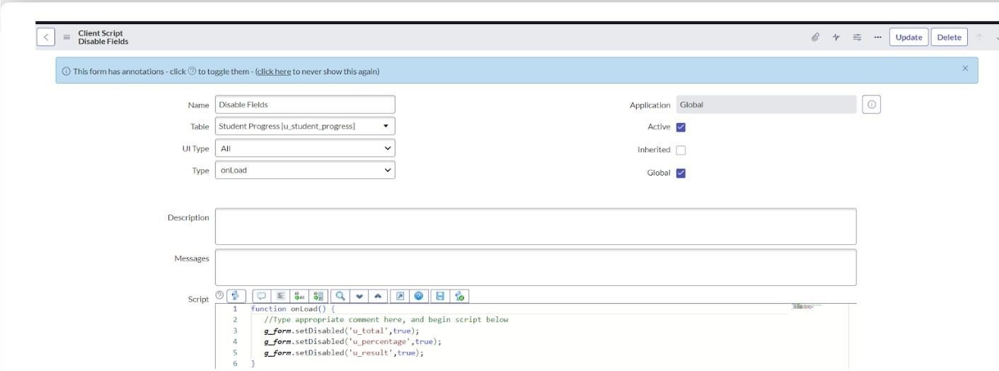 Client Script
Disable Fields
Update
Delete
This form has annotations - click ? to toggle them - (click here to never show this again)
Name
Disable Fields
Application
Global
Table
Student Progress [u_student_progress]
Active
UI Type
All
Inherited
Type
onLoad
Global
Description
Messages
Script
1 function onLoad() {
2 //Type appropriate comment here, and begin script below
3 g_form.setDisabled('u_total',true);
4 g_form.setDisabled('u_percentage',true);
5 g_form.setDisabled('u_result',true);
6 }